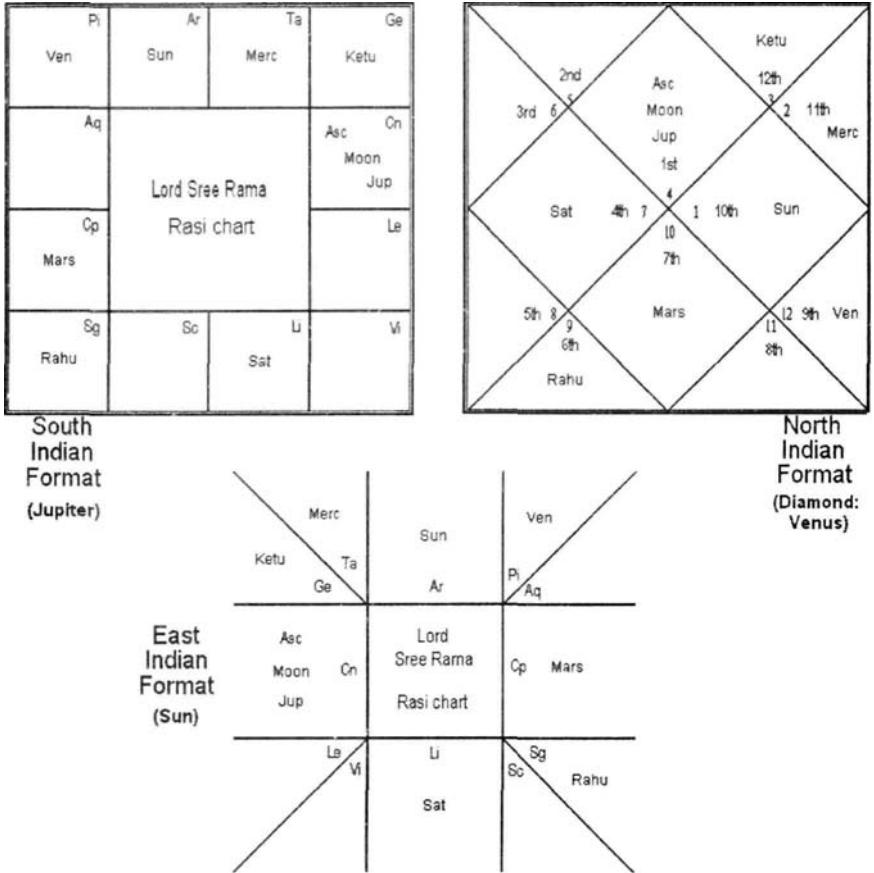 Pi Ar Ta Ge
Ven Sun Merc Ketu
Aq Asc Cn
Moon
Jup
Lord Sree Rama
Rasi chart
Cp Le
Mars
Sg Sc Li Vi
Rahu Sat
South
Indian
Format
(Jupiter)
Ketu
2nd Asc 12th
5 3
3rd 6 Moon 2 11th
Jup Merc
1st
4
Sat 4th 7 1 10th Sun
10
7th
5th 8 Mars 12 9th Ven
9 11
6th 8th
Rahu
North
Indian
Format
(Diamond:
Venus)
Merc Sun Ven
Ketu Ta Pi
Ge Ar Aq
East
Indian
Format
(Sun)
Asc Lord
Sree Rama
Moon Cn Cp Mars
Jup Rasi chart
Le Li Sg
Vi Sc
Rahu
Sat